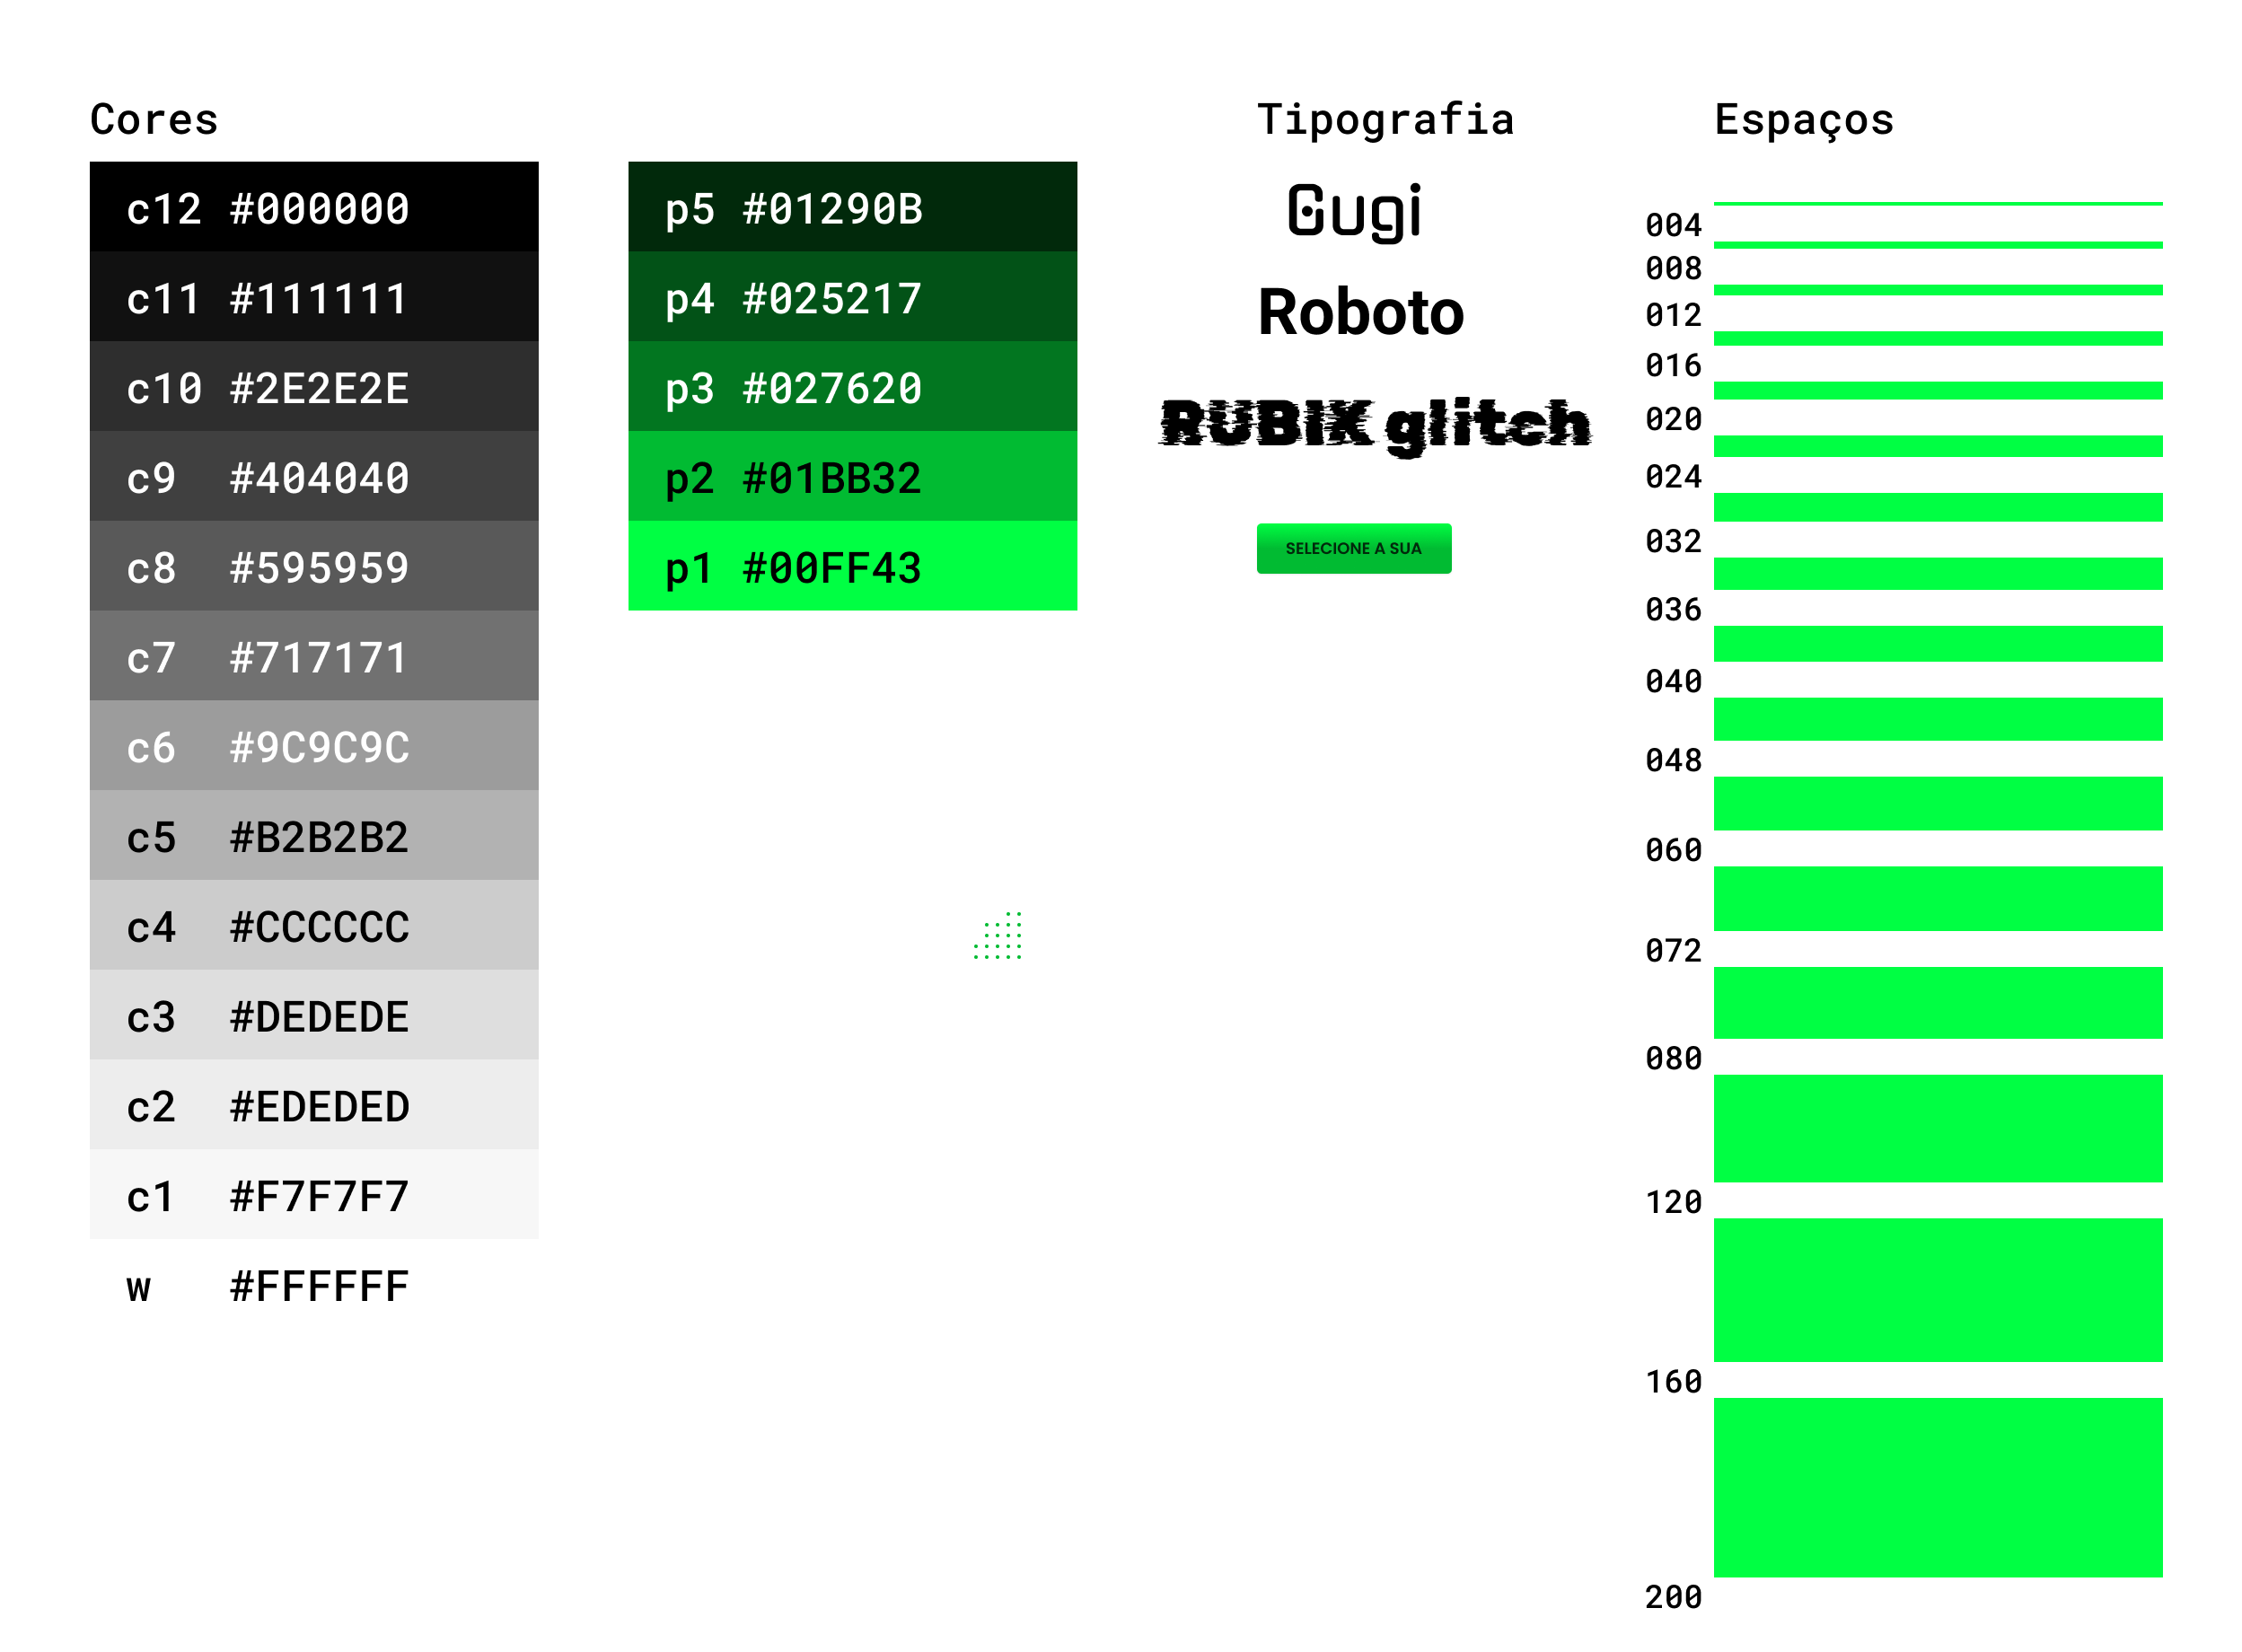 Cores
c12 #000000
c11 #111111
c10 #2E2E2E
c9 #404040
c8 #595959
c7 #717171
c6 #9C9C9C
c5 #B2B2B2
c4 #CCCCCC
c3 #DEDEDE
c2 #EDEDED
c1 #F7F7F7
w #FFFFFF
p5 #01290B
p4 #025217
p3 #027620
p2 #01BB32
p1 #00FF43
Tipografia
Gugi
Roboto
RUBIK glitch
SELECIONE A SUA
Espaços
004
008
012
016
020
024
032
036
040
048
060
072
080
120
160
200